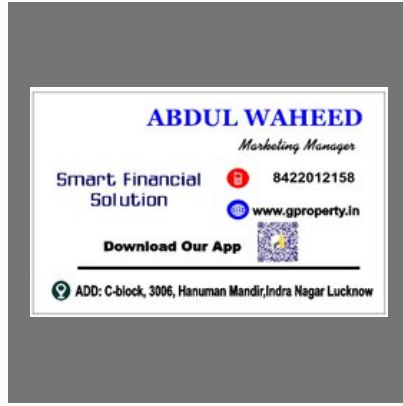 ABDUL WAHEED
Marketing Manager
Smart Financial
Solution
8422012158
www.gproperty.in
Download Our App
ADD: C-block, 3006, Hanuman Mandir,Indra Nagar Lucknow